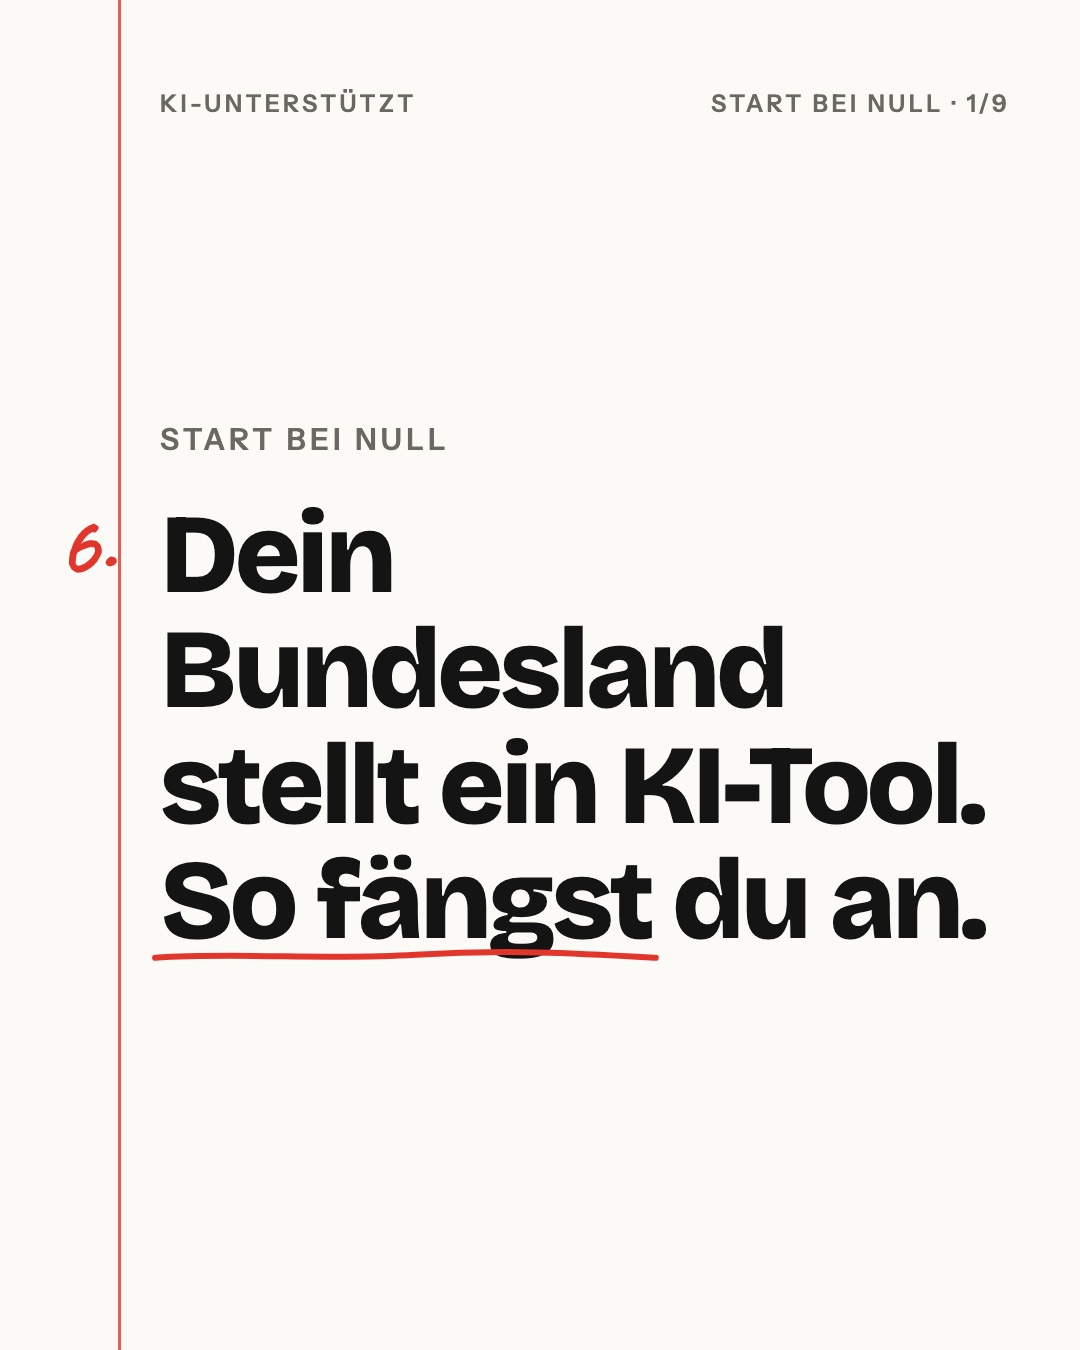 KI-UNTERSTÜTZT
START BEI NULL · 1/9
START BEI NULL
6.
Dein
Bundesland
stellt ein KI-Tool.
So fängst du an.